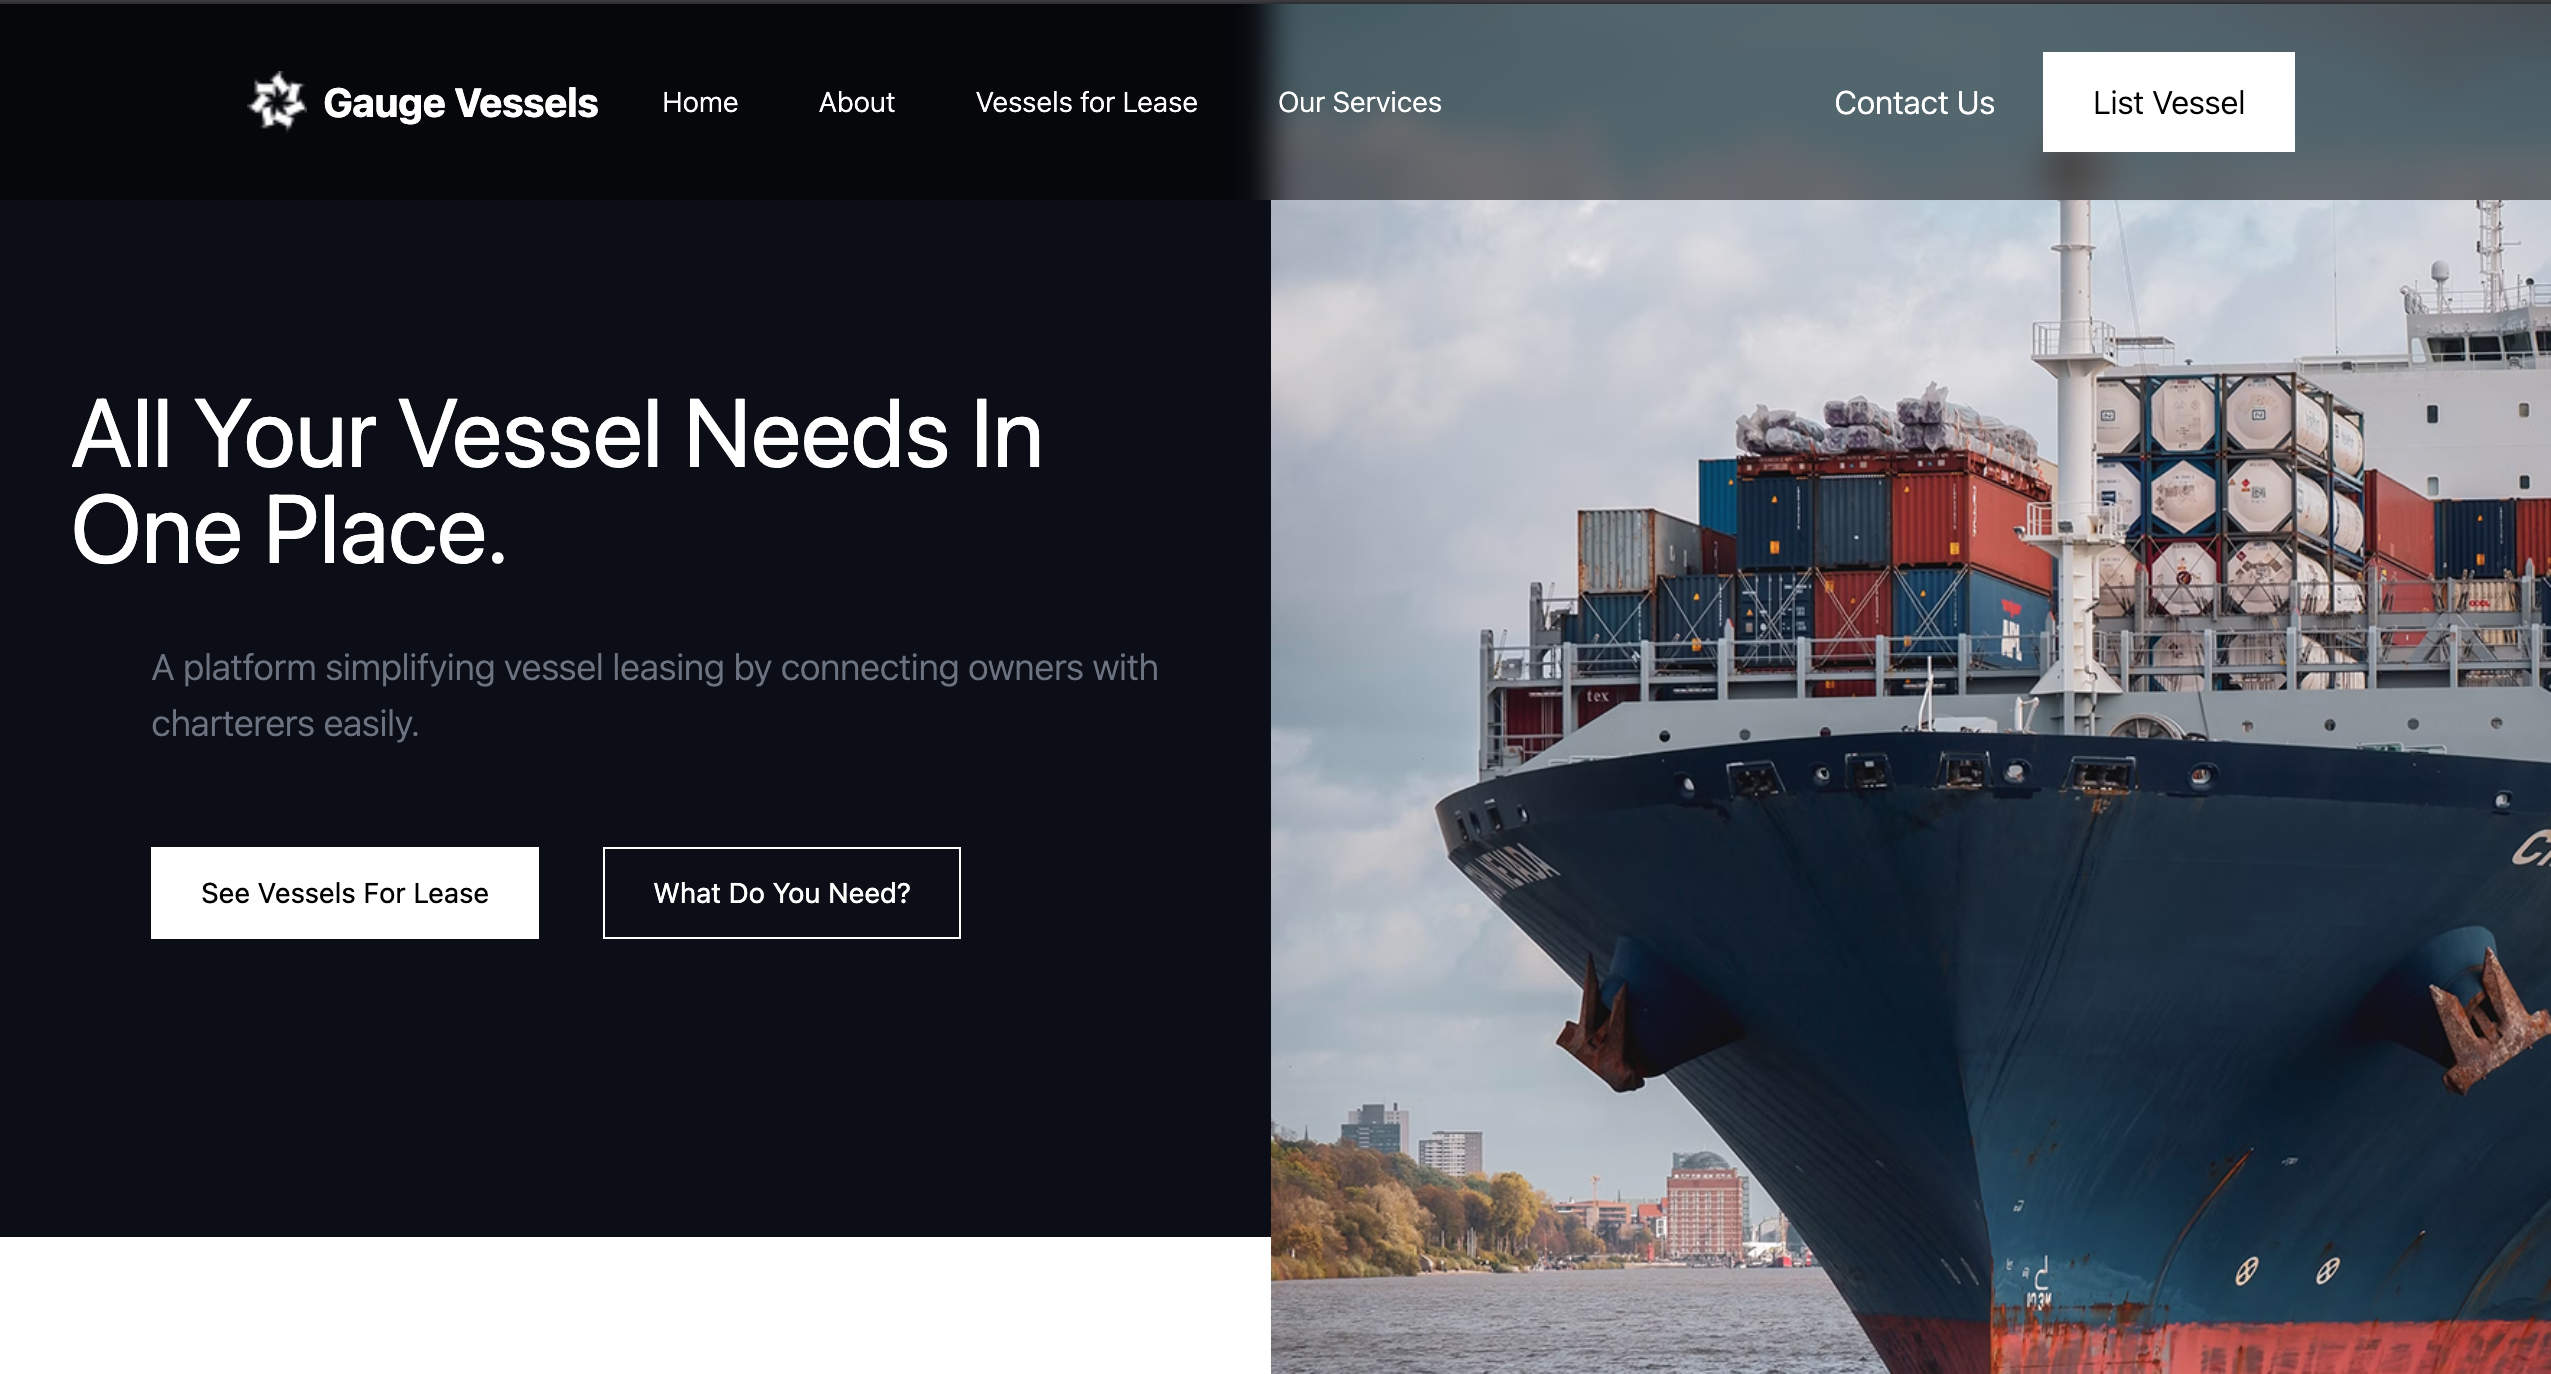 Gauge Vessels
Home
About
Vessels for Lease
Our Services
Contact Us
List Vessel
All Your Vessel Needs In
One Place.
A platform simplifying vessel leasing by connecting owners with
charterers easily.
See Vessels For Lease
What Do You Need?
tex